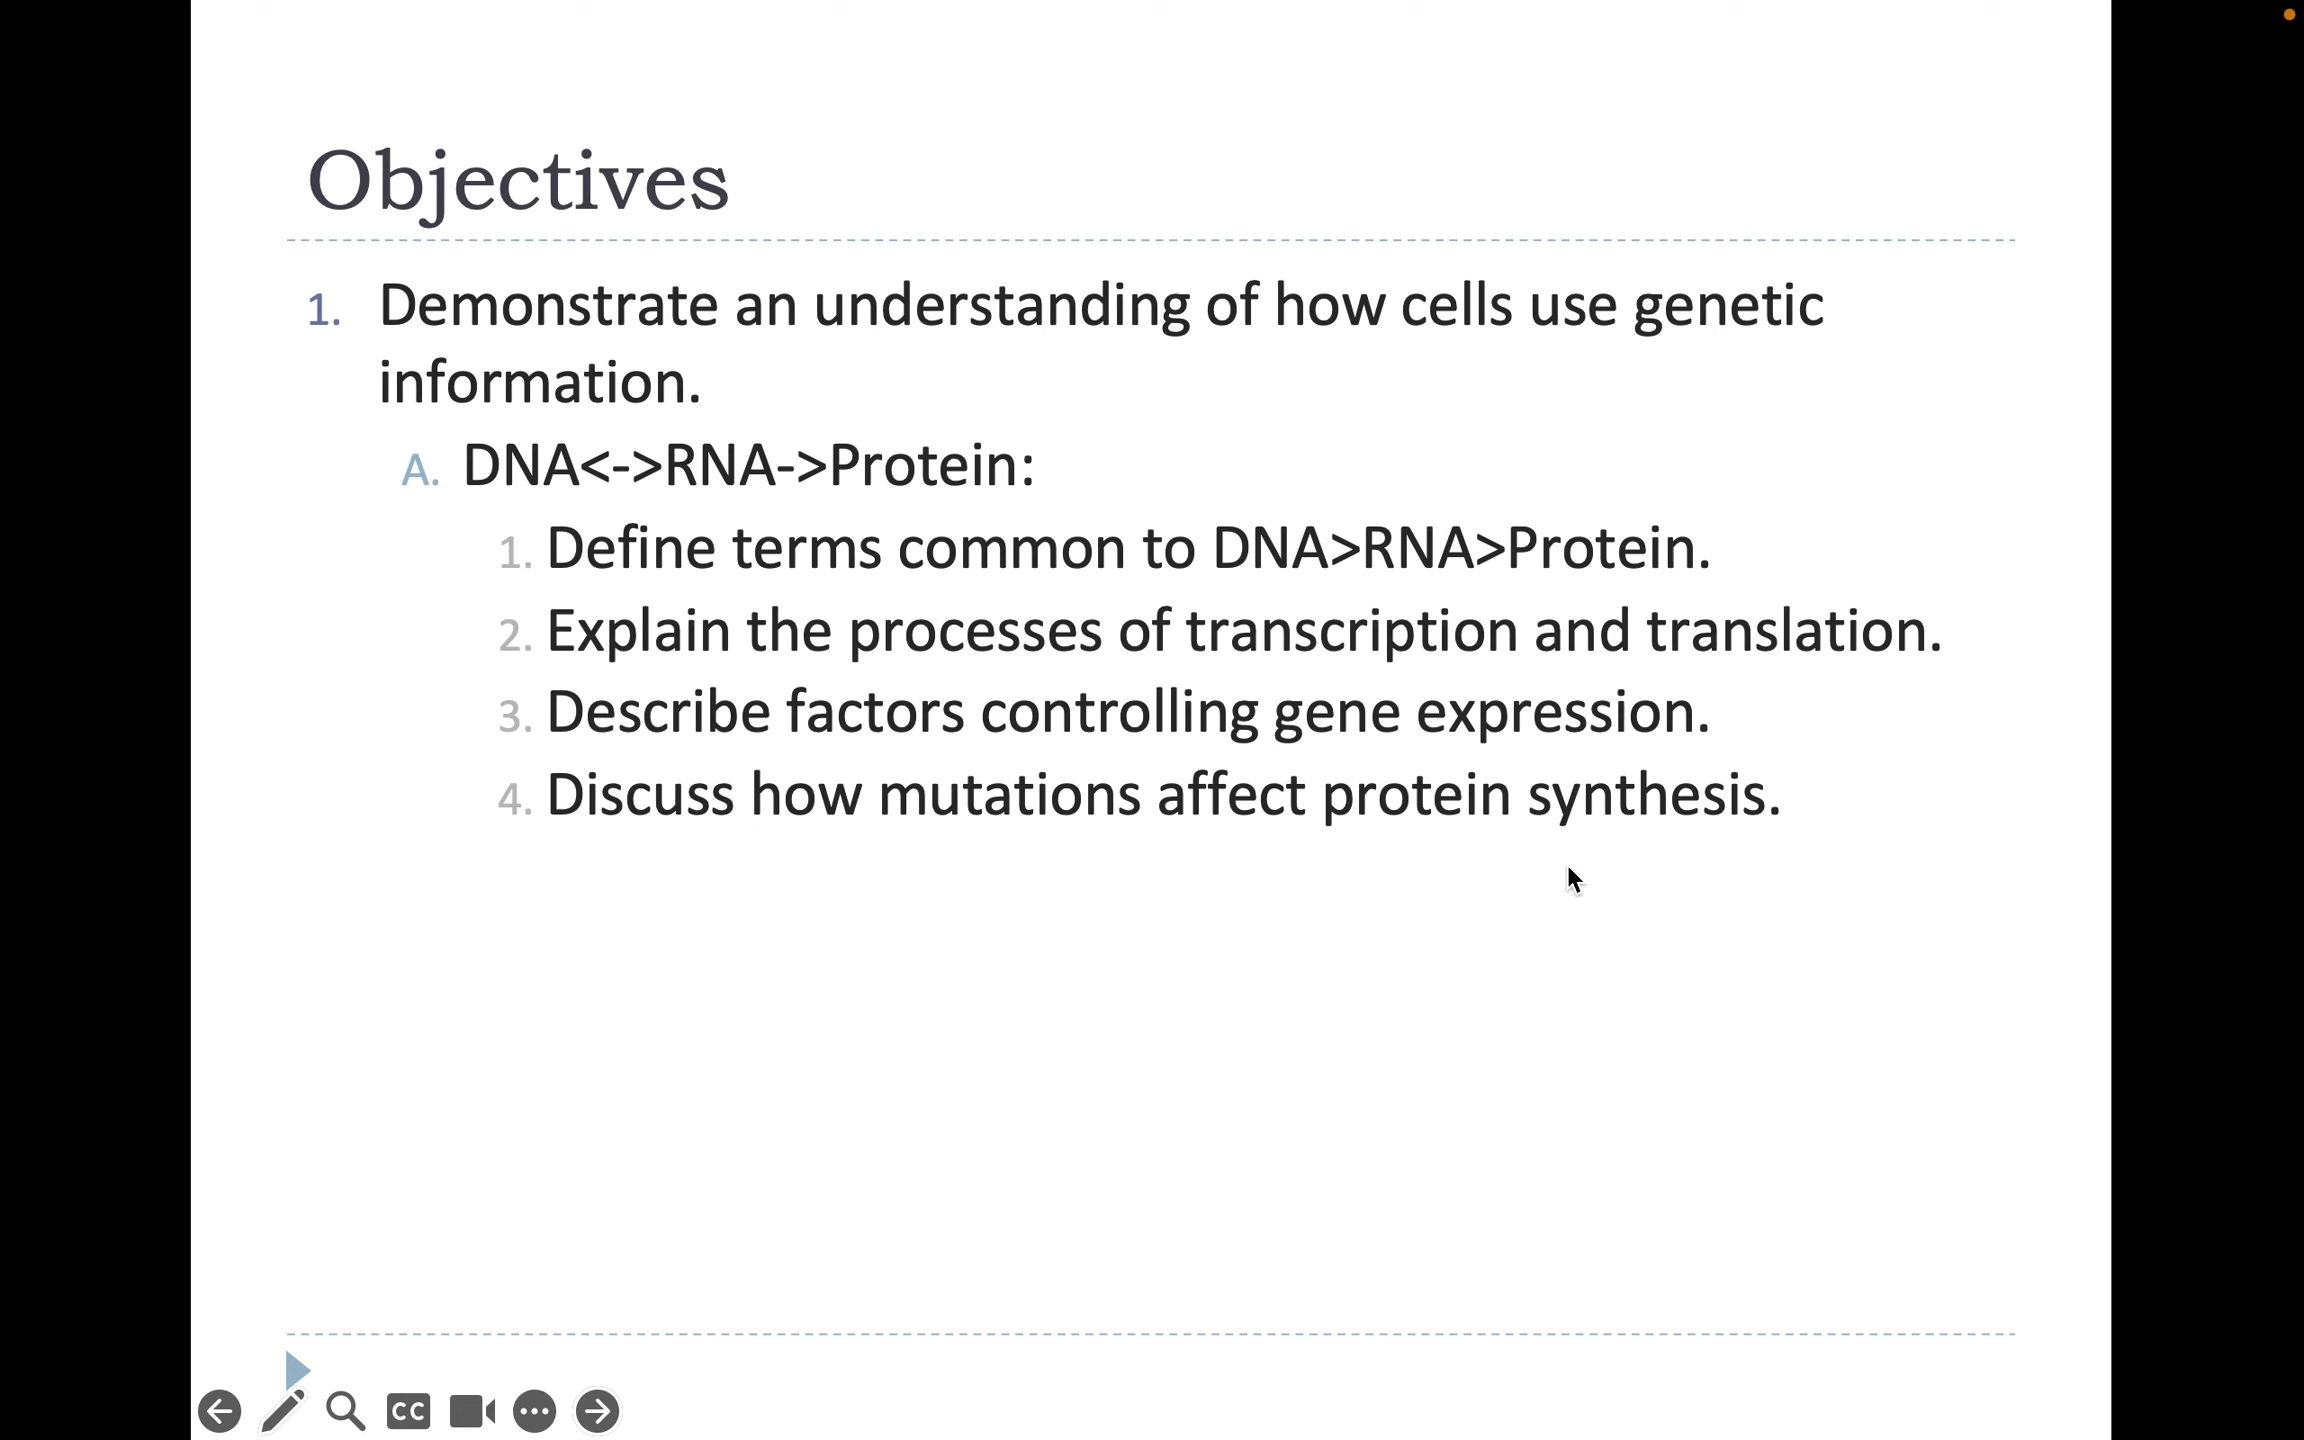 Objectives
1. Demonstrate an understanding of how cells use genetic
information.
A. DNA<->RNA->Protein:
1. Define terms common to DNA>RNA>Protein.
2. Explain the processes of transcription and translation.
3. Describe factors controlling gene expression.
4. Discuss how mutations affect protein synthesis.
CC